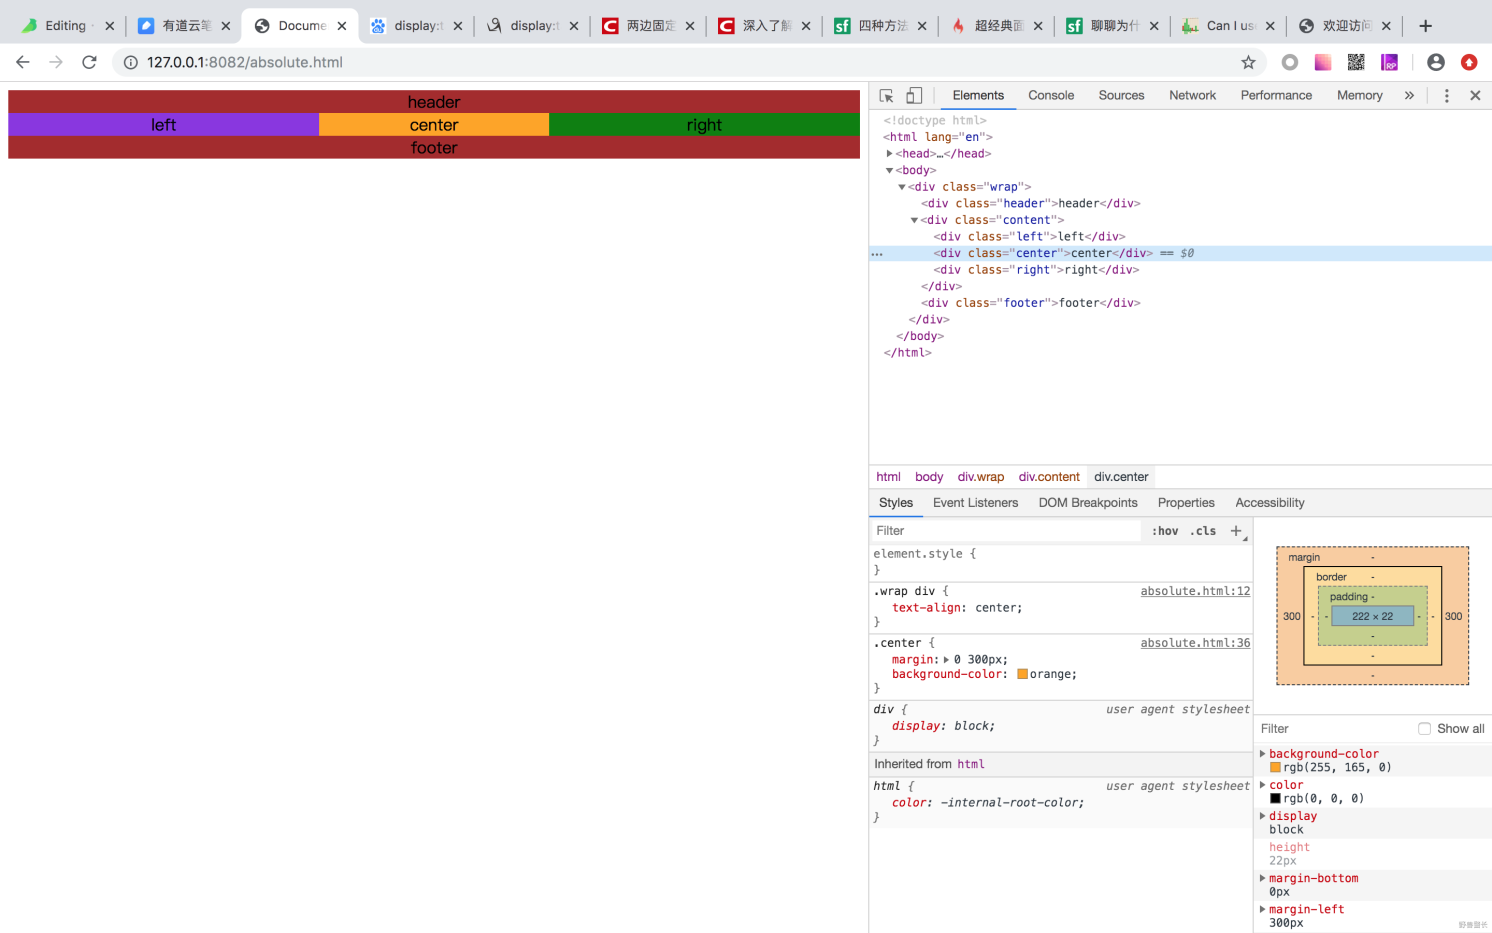 Editing
有道云笔
Docume
display:t
display:t
两边固定
深入了解
四种方法
超经典面
聊聊为什
Can I use
欢迎访问
127.0.0.1:8082/absolute.html
RP
header
left center right
footer
Elements Console Sources Network Performance Memory
<!doctype html>
<html lang="en">
<head>…</head>
<body>
<div class="wrap">
<div class="header">header</div>
<div class="content">
<div class="left">left</div>
<div class="center">center</div> == $0
<div class="right">right</div>
</div>
<div class="footer">footer</div>
</div>
</body>
</html>
html body div.wrap div.content div.center
Styles Event Listeners DOM Breakpoints Properties Accessibility
Filter :hov .cls +
element.style {
}
.wrap div { absolute.html:12
text-align: center;
}
.center { absolute.html:36
margin: 0 300px;
background-color: orange;
}
div { user agent stylesheet
display: block;
}
Inherited from html
html { user agent stylesheet
color: -internal-root-color;
}
margin -
border -
padding -
300 - - 222 × 22 - - 300
-
-
-
Filter Show all
background-color
rgb(255, 165, 0)
color
rgb(0, 0, 0)
display
block
height
22px
margin-bottom
0px
margin-left
300px